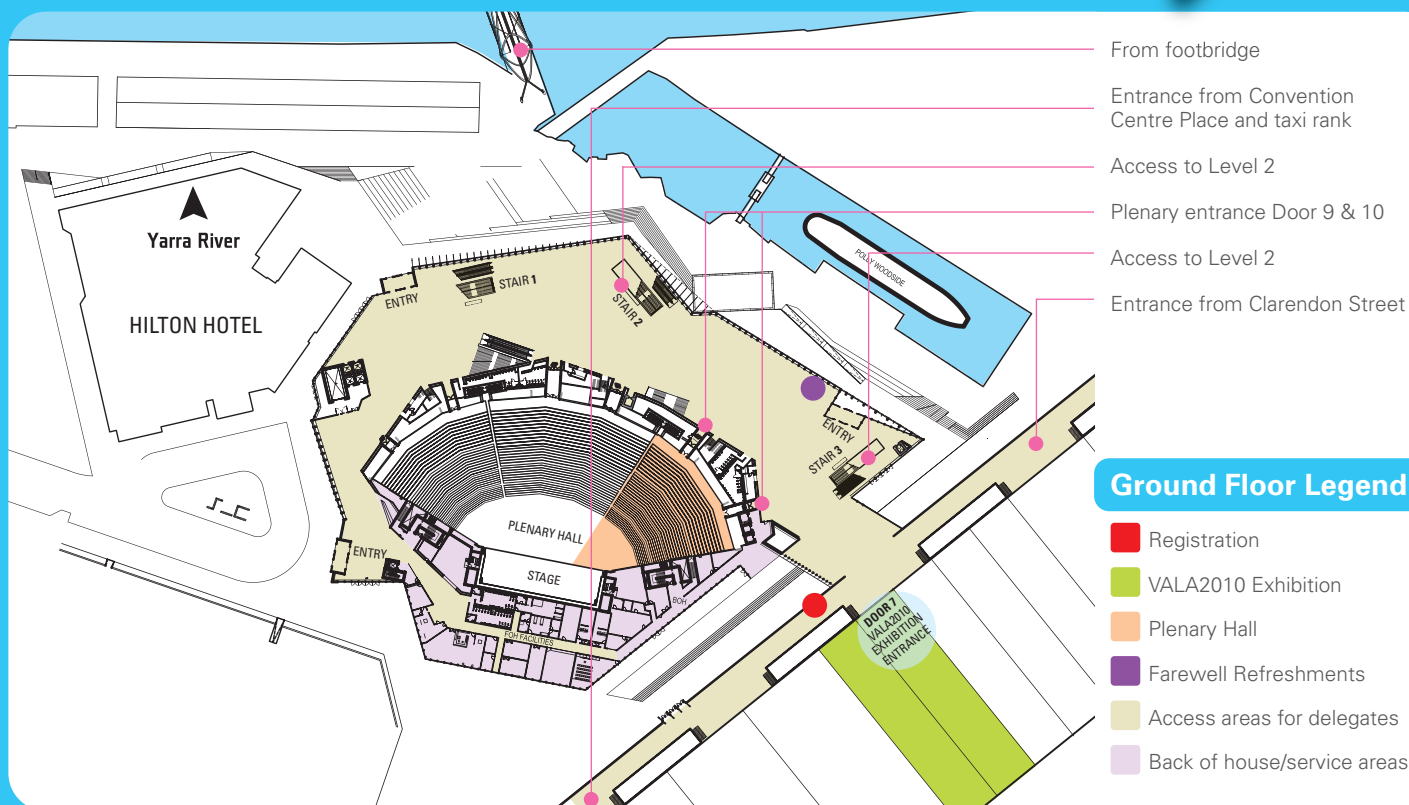 From footbridge
Entrance from Convention
Centre Place and taxi rank
Access to Level 2
Plenary entrance Door 9 & 10
Access to Level 2
Entrance from Clarendon Street
Yarra River
HILTON HOTEL
ENTRY
STAIR 1
STAIR 2
POLLY WOODSIDE
ENTRY
STAIR 3
PLENARY HALL
STAGE
ENTRY
BOH
FOH FACILITIES
DOOR 7
VALA2010
EXHIBITION
ENTRANCE
Ground Floor Legend
Registration
VALA2010 Exhibition
Plenary Hall
Farewell Refreshments
Access areas for delegates
Back of house/service areas